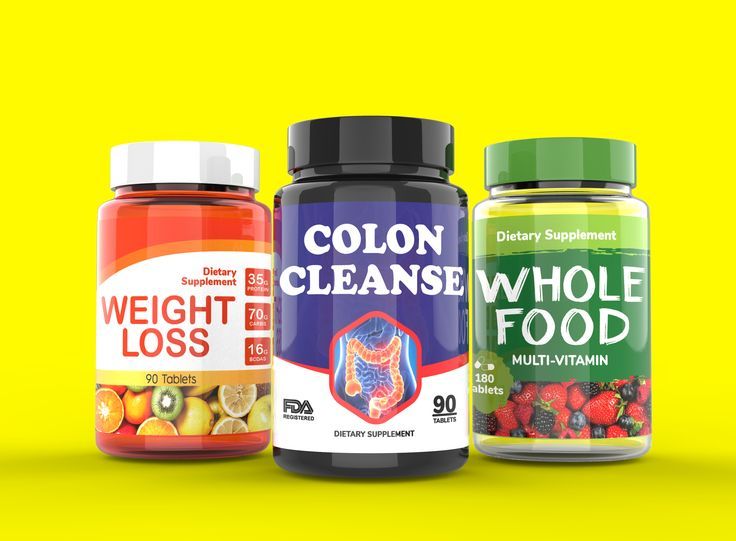 Dietary
Supplement
WEIGHT
LOSS
90 Tablets
35G
PROTEIN
70G
CARBS
16G
COLON
CLEANSE
FDA
REGISTERED
90
TABLETS
DIETARY SUPPLEMENT
Dietary Supplement
WHOLE
FOOD
MULTI-VITAMIN
180
Tablets